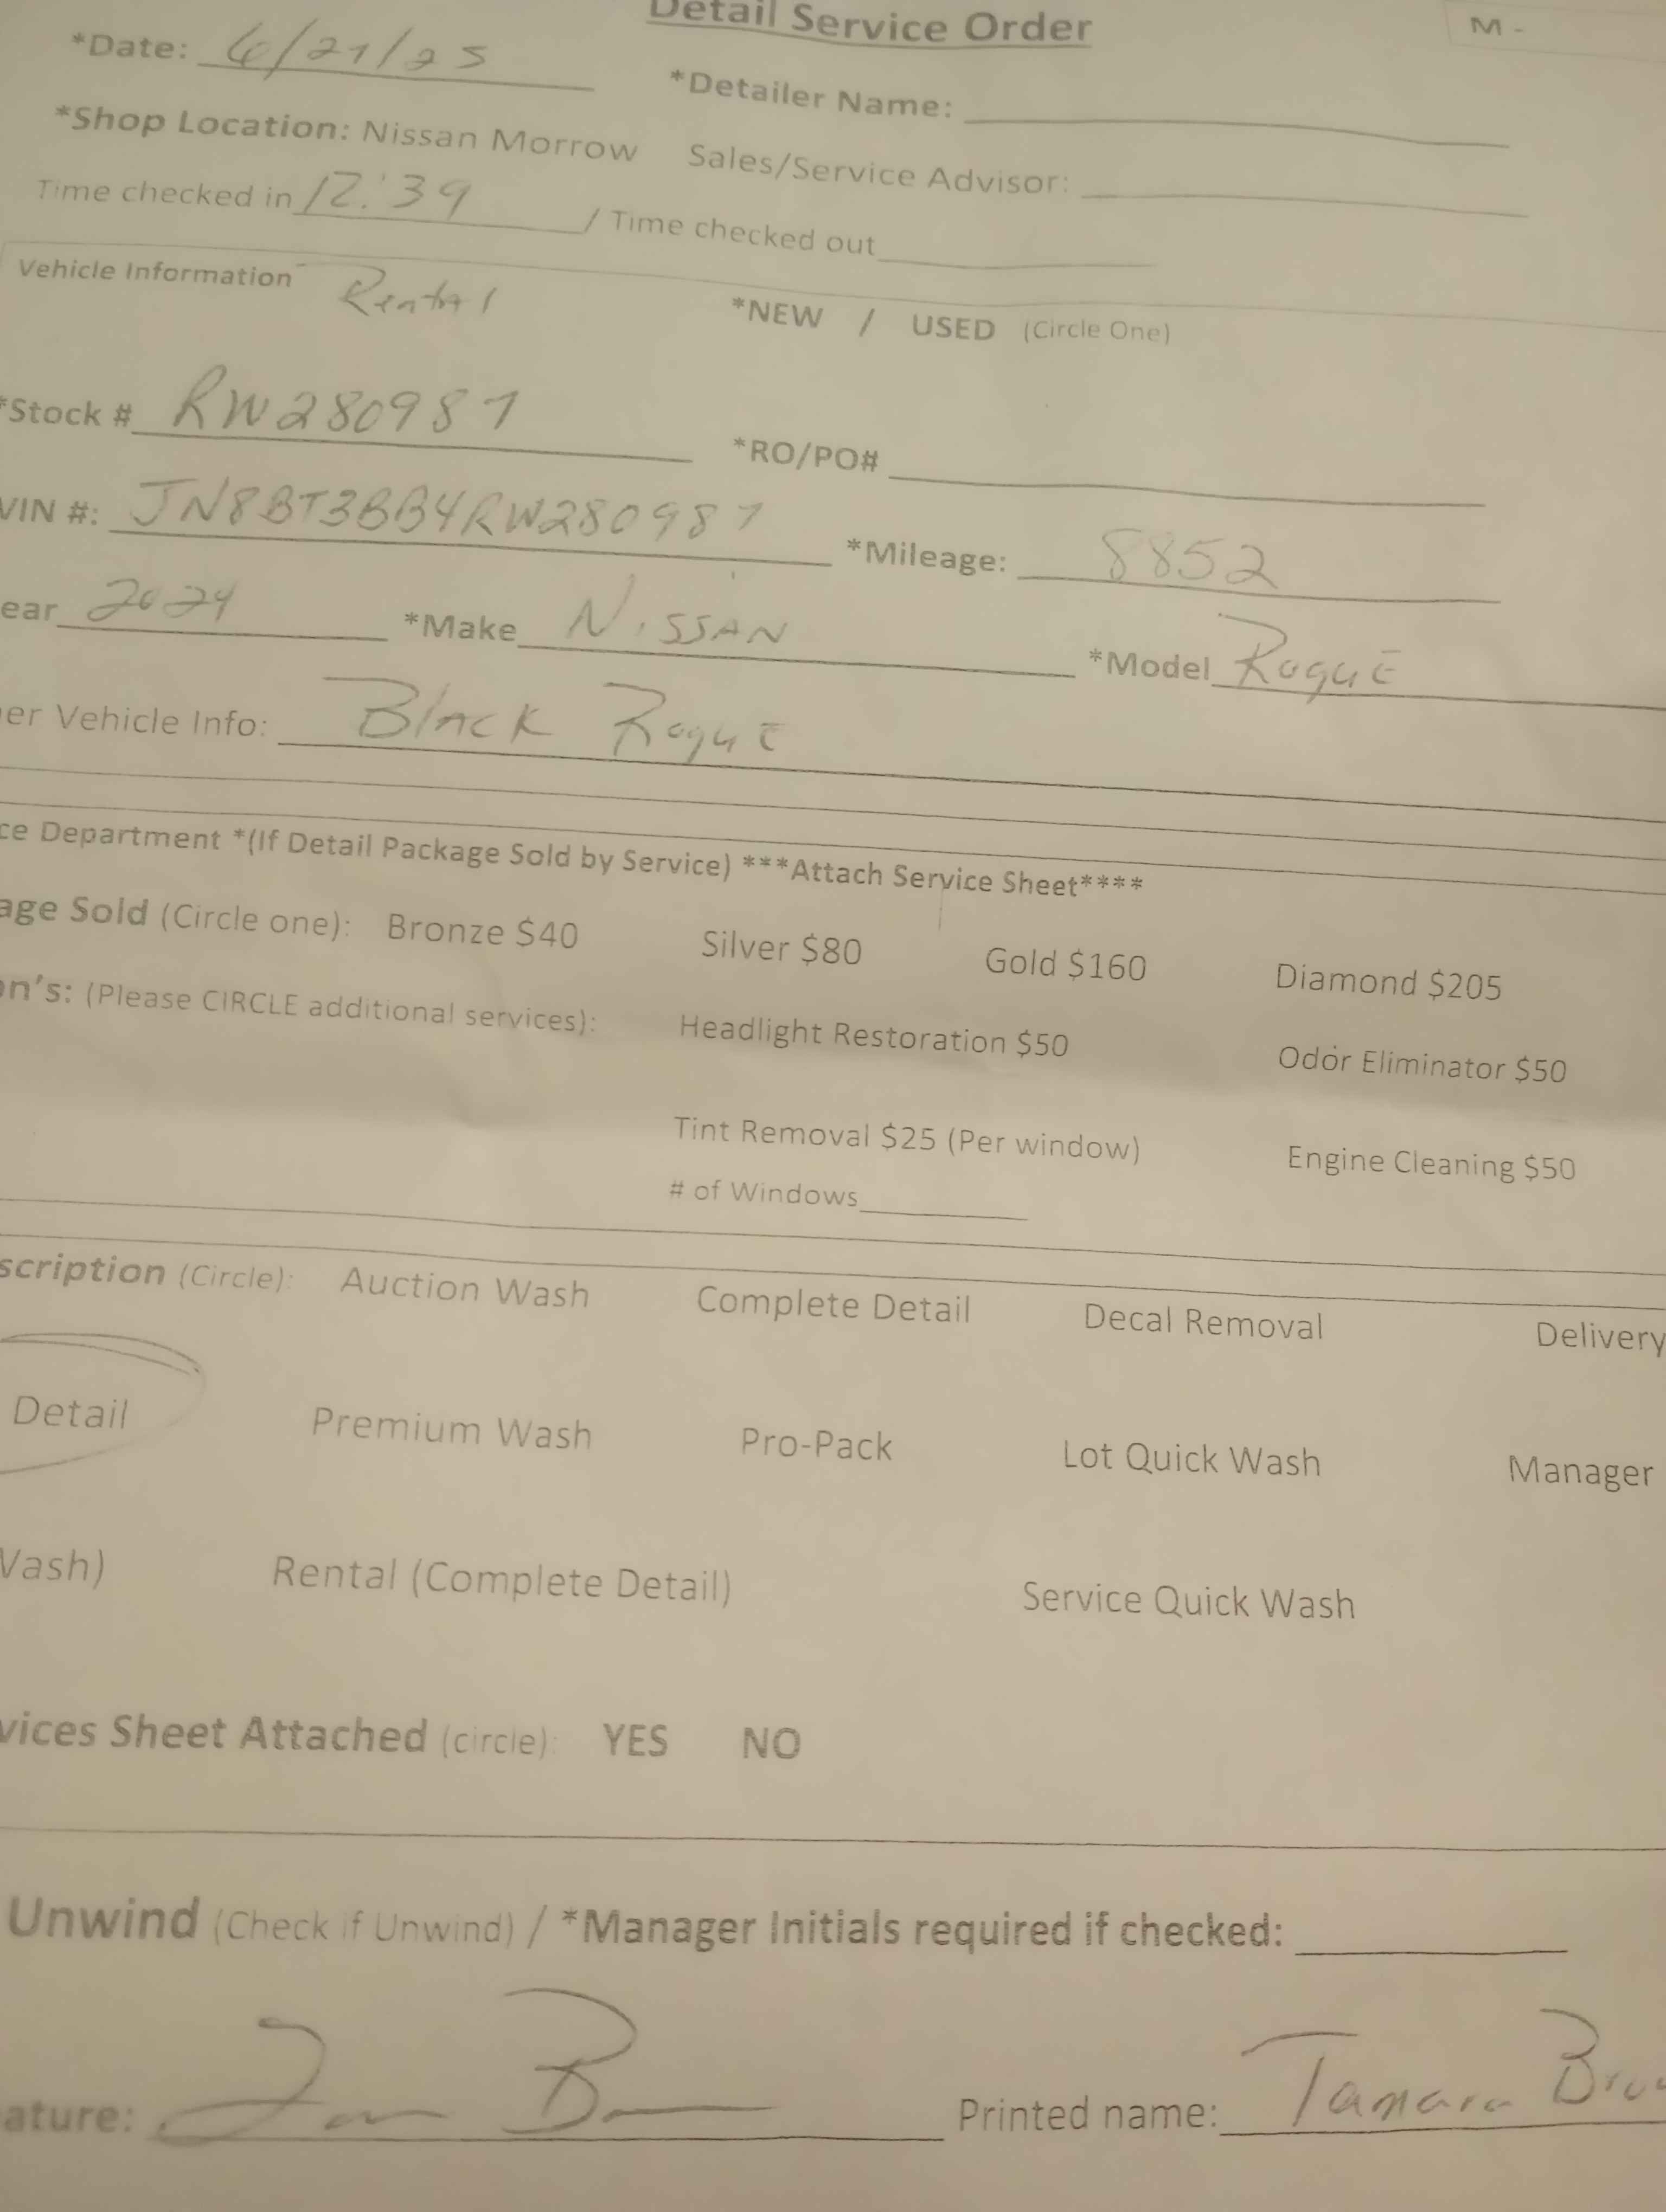 Detail Service Order
M -
*Date: 6/21/25
*Detailer Name:
*Shop Location: Nissan Morrow Sales/Service Advisor:
Time checked in 12:39 / Time checked out
Vehicle Information Rental *NEW / USED (Circle One)
*Stock # RW280987
*RO/PO#
VIN #: JN8BT3BB4RW280987
*Mileage: 8852
ear 2024 *Make NISSAN *Model Rogue
er Vehicle Info: Black Rogue
ce Department *(If Detail Package Sold by Service) ***Attach Service Sheet****
age Sold (Circle one): Bronze $40 Silver $80 Gold $160 Diamond $205
on's: (Please CIRCLE additional services): Headlight Restoration $50 Odor Eliminator $50
Tint Removal $25 (Per window) Engine Cleaning $50
# of Windows
scription (Circle): Auction Wash Complete Detail Decal Removal Delivery
Detail Premium Wash Pro-Pack Lot Quick Wash Manager
Wash) Rental (Complete Detail) Service Quick Wash
vices Sheet Attached (circle): YES NO
Unwind (Check if Unwind) / *Manager Initials required if checked:
ature: Printed name: Tamara